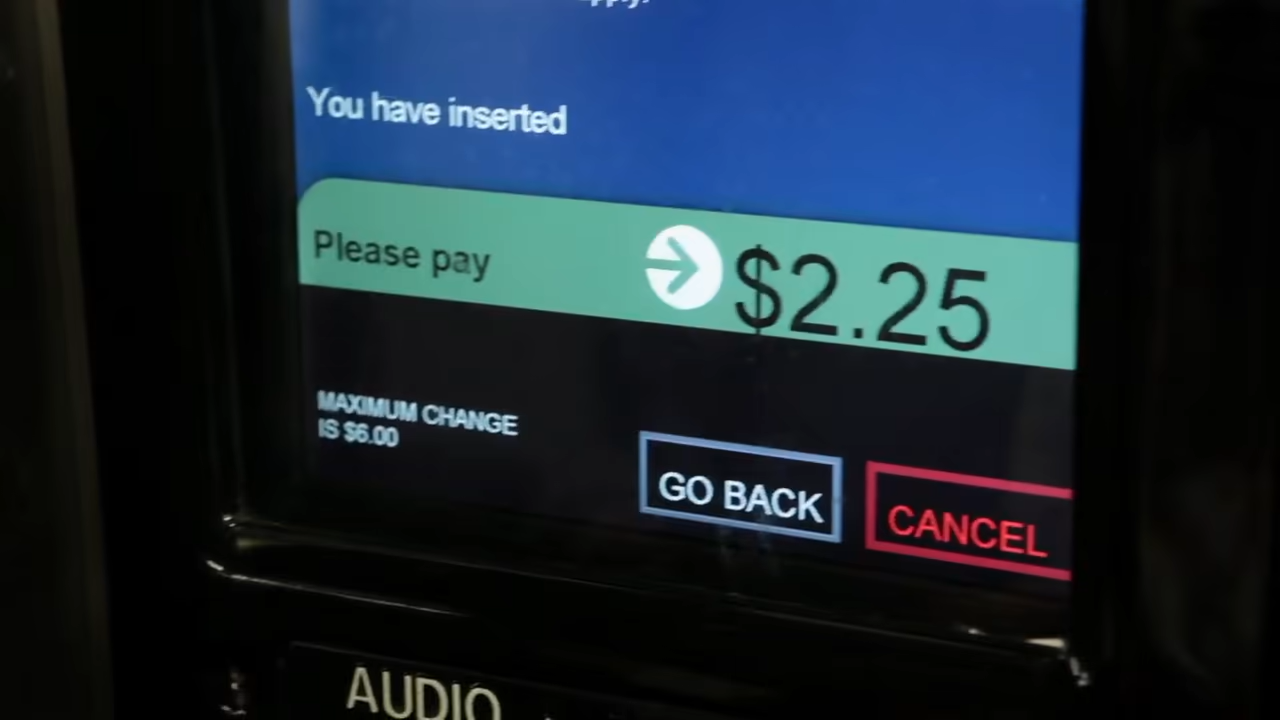 You have inserted
Please pay
$2.25
MAXIMUM CHANGE
IS $6.00
GO BACK
CANCEL
AUDIO